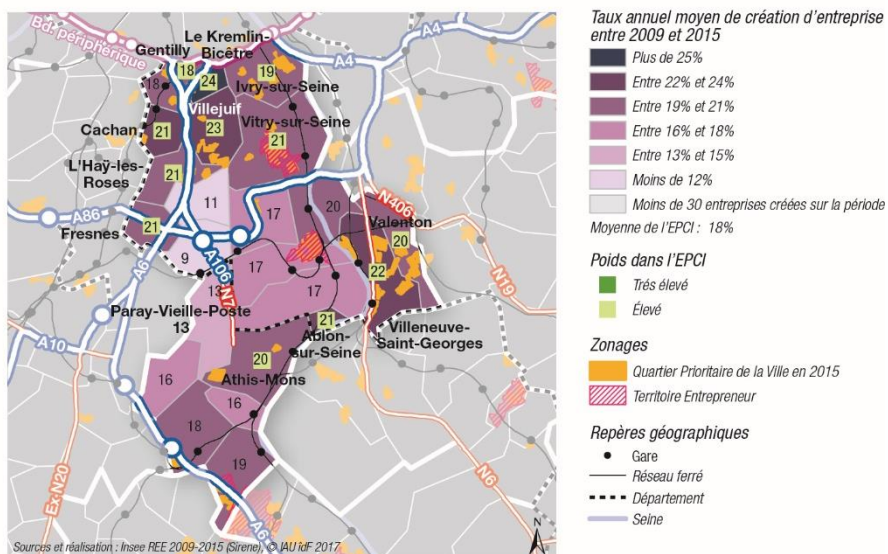 Le Kremlin-
Bicêtre
Bd. périphérique
Gentilly
A4
A4
18
24
19
Ivry-sur-Seine
18
Villejuif
Cachan
21
23
Vitry-sur-Seine
21
L'Haÿ-les-
Roses
21
11
17
20
N406
Valenton
A86
Fresnes
21
20
9
A106
17
22
N19
A6
N7
13
17
Paray-Vieille-Poste
13
21
Ablon-
sur-Seine
Villeneuve-
Saint-Georges
A10
20
Athis-Mons
16
16
18
19
Ex-N20
N6
A6
N
Sources et réalisation : Insee REE 2009-2015 (Sirene), © IAU îdF 2017
Taux annuel moyen de création d'entreprise
entre 2009 et 2015
Plus de 25%
Entre 22% et 24%
Entre 19% et 21%
Entre 16% et 18%
Entre 13% et 15%
Moins de 12%
Moins de 30 entreprises créées sur la période
Moyenne de l'EPCI : 18%
Poids dans l'EPCI
Trés élevé
Élevé
Zonages
Quartier Prioritaire de la Ville en 2015
Territoire Entrepreneur
Repères géographiques
Gare
Réseau ferré
Département
Seine